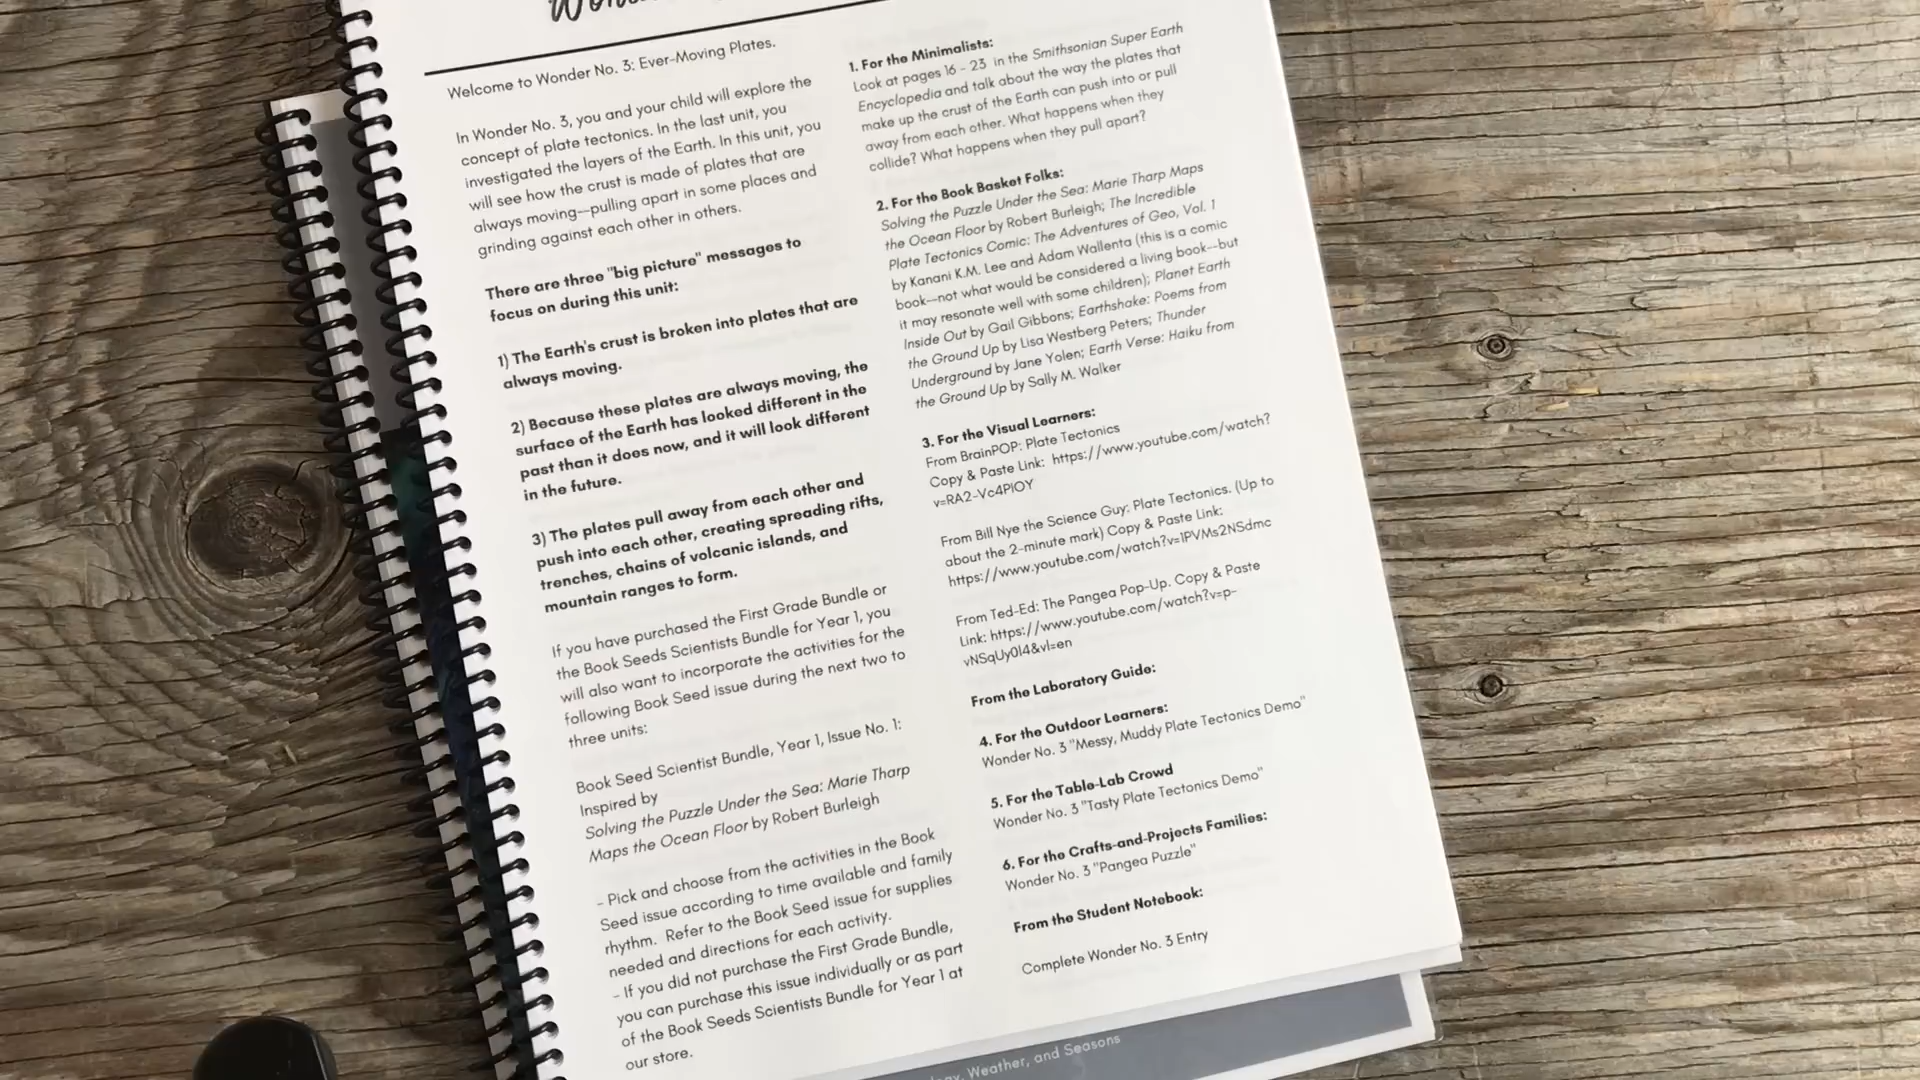 Welcome to Wonder No. 3: Ever-Moving Plates.
In Wonder No. 3, you and your child will explore the
concept of plate tectonics. In the last unit, you
investigated the layers of the Earth. In this unit, you
will see how the crust is made of plates that are
always moving--pulling apart in some places and
grinding against each other in others.
There are three "big picture" messages to
focus on during this unit:
1) The Earth's crust is broken into plates that are
always moving.
2) Because these plates are always moving, the
surface of the Earth has looked different in the
past than it does now, and it will look different
in the future.
3) The plates pull away from each other and
push into each other, creating spreading rifts,
trenches, chains of volcanic islands, and
mountain ranges to form.
If you have purchased the First Grade Bundle or
the Book Seeds Scientists Bundle for Year 1, you
will also want to incorporate the activities for the
following Book Seed issue during the next two to
three units:
Book Seed Scientist Bundle, Year 1, Issue No. 1:
Inspired by
Solving the Puzzle Under the Sea: Marie Tharp
Maps the Ocean Floor by Robert Burleigh
- Pick and choose from the activities in the Book
Seed issue according to time available and family
rhythm. Refer to the Book Seed issue for supplies
needed and directions for each activity.
- If you did not purchase the First Grade Bundle,
you can purchase this issue individually or as part
of the Book Seeds Scientists Bundle for Year 1 at
our store.
1. For the Minimalists:
Look at pages 16 - 23 in the Smithsonian Super Earth
Encyclopedia and talk about the way the plates that
make up the crust of the Earth can push into or pull
away from each other. What happens when they
collide? What happens when they pull apart?
2. For the Book Basket Folks:
Solving the Puzzle Under the Sea: Marie Tharp Maps
the Ocean Floor by Robert Burleigh; The Incredible
Plate Tectonics Comic: The Adventures of Geo, Vol. 1
by Kanani K.M. Lee and Adam Wallenta (this is a comic
book--not what would be considered a living book--but
it may resonate well with some children); Planet Earth
Inside Out by Gail Gibbons; Earthshake: Poems from
the Ground Up by Lisa Westberg Peters; Thunder
Underground by Jane Yolen; Earth Verse: Haiku from
the Ground Up by Sally M. Walker
3. For the Visual Learners:
From BrainPOP: Plate Tectonics
Copy & Paste Link: https://www.youtube.com/watch?
v=RA2-Vc4PIOY
From Bill Nye the Science Guy: Plate Tectonics. (Up to
about the 2-minute mark) Copy & Paste Link:
https://www.youtube.com/watch?v=lPVMs2NSdmc
From Ted-Ed: The Pangea Pop-Up. Copy & Paste
Link: https://www.youtube.com/watch?v=p-
vNSqUy0l4&vl=en
From the Laboratory Guide:
4. For the Outdoor Learners:
Wonder No. 3 "Messy, Muddy Plate Tectonics Demo"
5. For the Table-Lab Crowd
Wonder No. 3 "Tasty Plate Tectonics Demo"
6. For the Crafts-and-Projects Families:
Wonder No. 3 "Pangea Puzzle"
From the Student Notebook:
Complete Wonder No. 3 Entry
Weather, and Seasons